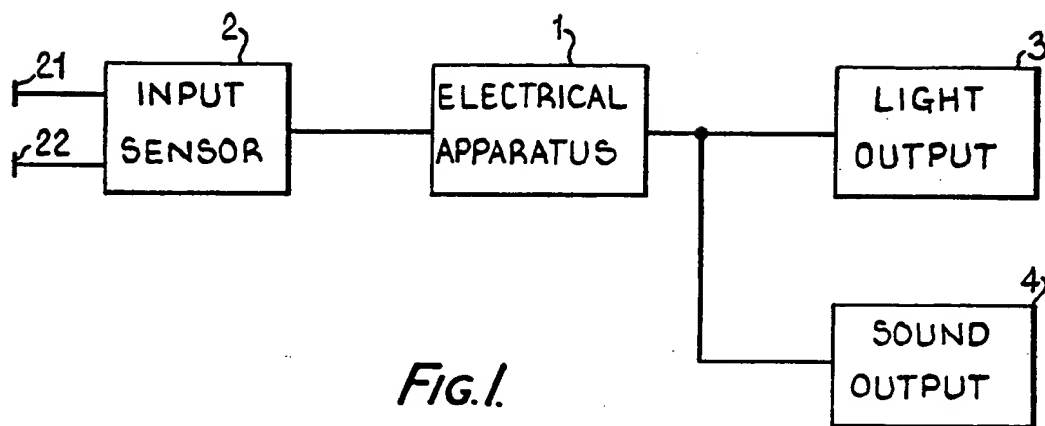 21
22
2
INPUT
SENSOR
1
ELECTRICAL
APPARATUS
3
LIGHT
OUTPUT
4
SOUND
OUTPUT
FIG.1.